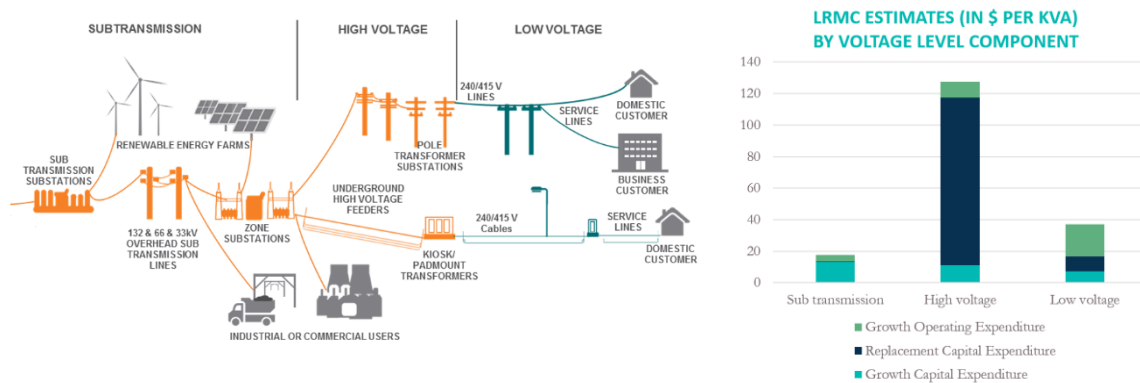 SUBTRANSMISSION
HIGH VOLTAGE
LOW VOLTAGE
240/415 V
LINES
DOMESTIC
CUSTOMER
SERVICE
LINES
RENEWABLE ENERGY FARMS
POLE
TRANSFORMER
SUBSTATIONS
BUSINESS
CUSTOMER
SUB
TRANSMISSION
SUBSTATIONS
UNDERGROUND
HIGH VOLTAGE
FEEDERS
132 & 66 & 33kV
OVERHEAD SUB
TRANSMISSION
LINES
ZONE
SUBSTATIONS
240/415 V
Cables
SERVICE
LINES
DOMESTIC
CUSTOMER
KIOSK/
PADMOUNT
TRANSFORMERS
INDUSTRIAL OR COMMERCIAL USERS
LRMC ESTIMATES (IN $ PER KVA)
BY VOLTAGE LEVEL COMPONENT
140
120
100
80
60
40
20
0
Sub transmission
High voltage
Low voltage
Growth Operating Expenditure
Replacement Capital Expenditure
Growth Capital Expenditure